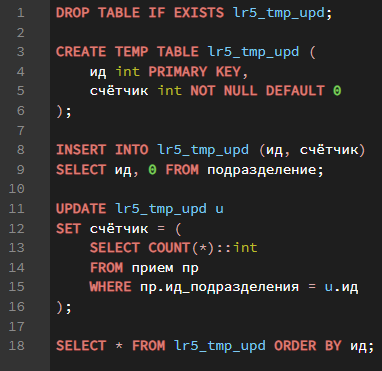 1 DROP TABLE IF EXISTS lr5_tmp_upd;
2
3 CREATE TEMP TABLE lr5_tmp_upd (
4 ид int PRIMARY KEY,
5 счётчик int NOT NULL DEFAULT 0
6 );
7
8 INSERT INTO lr5_tmp_upd (ид, счётчик)
9 SELECT ид, 0 FROM подразделение;
10
11 UPDATE lr5_tmp_upd u
12 SET счётчик = (
13 SELECT COUNT(*)::int
14 FROM прием пр
15 WHERE пр.ид_подразделения = u.ид
16 );
17
18 SELECT * FROM lr5_tmp_upd ORDER BY ид;